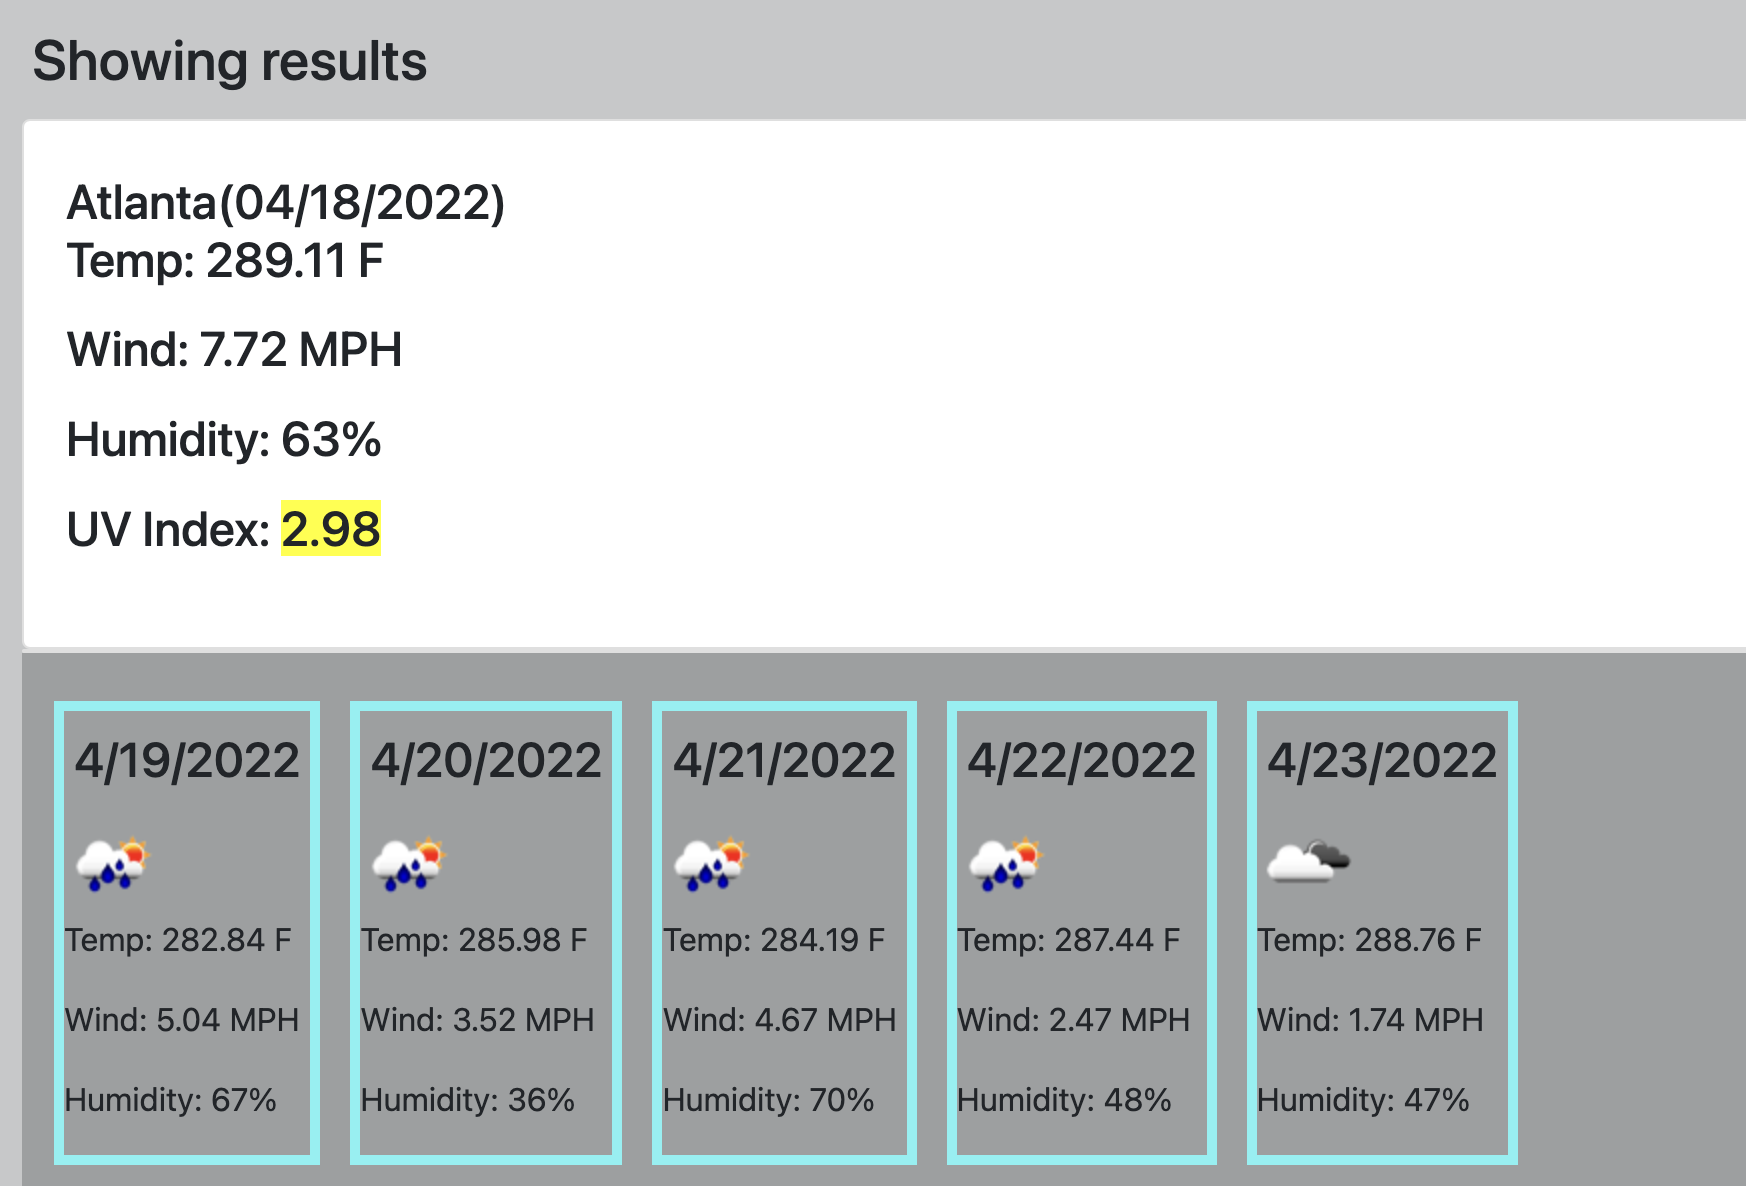 Showing results
Atlanta(04/18/2022)
Temp: 289.11 F
Wind: 7.72 MPH
Humidity: 63%
UV Index: 2.98
4/19/2022
Temp: 282.84 F
Wind: 5.04 MPH
Humidity: 67%
4/20/2022
Temp: 285.98 F
Wind: 3.52 MPH
Humidity: 36%
4/21/2022
Temp: 284.19 F
Wind: 4.67 MPH
Humidity: 70%
4/22/2022
Temp: 287.44 F
Wind: 2.47 MPH
Humidity: 48%
4/23/2022
Temp: 288.76 F
Wind: 1.74 MPH
Humidity: 47%